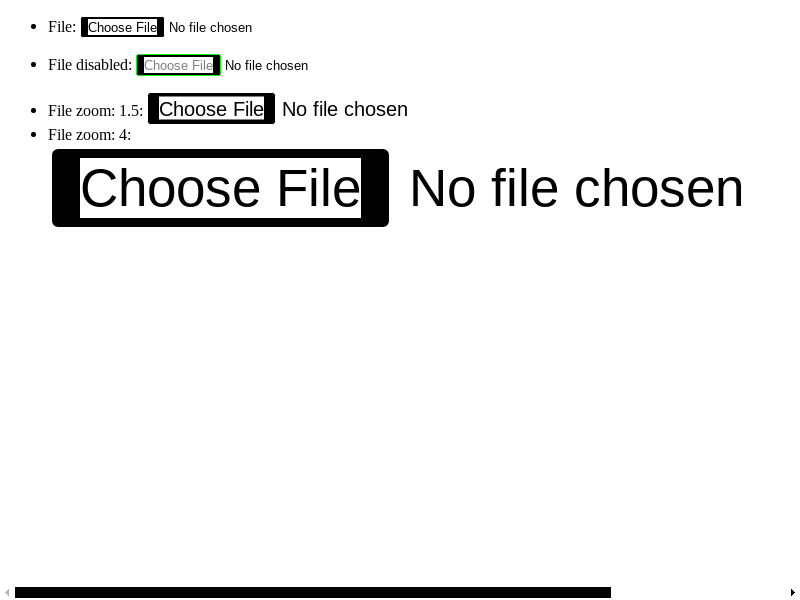 File: Choose File No file chosen
File disabled: Choose File No file chosen
File zoom: 1.5: Choose File No file chosen
File zoom: 4:
Choose File No file chosen